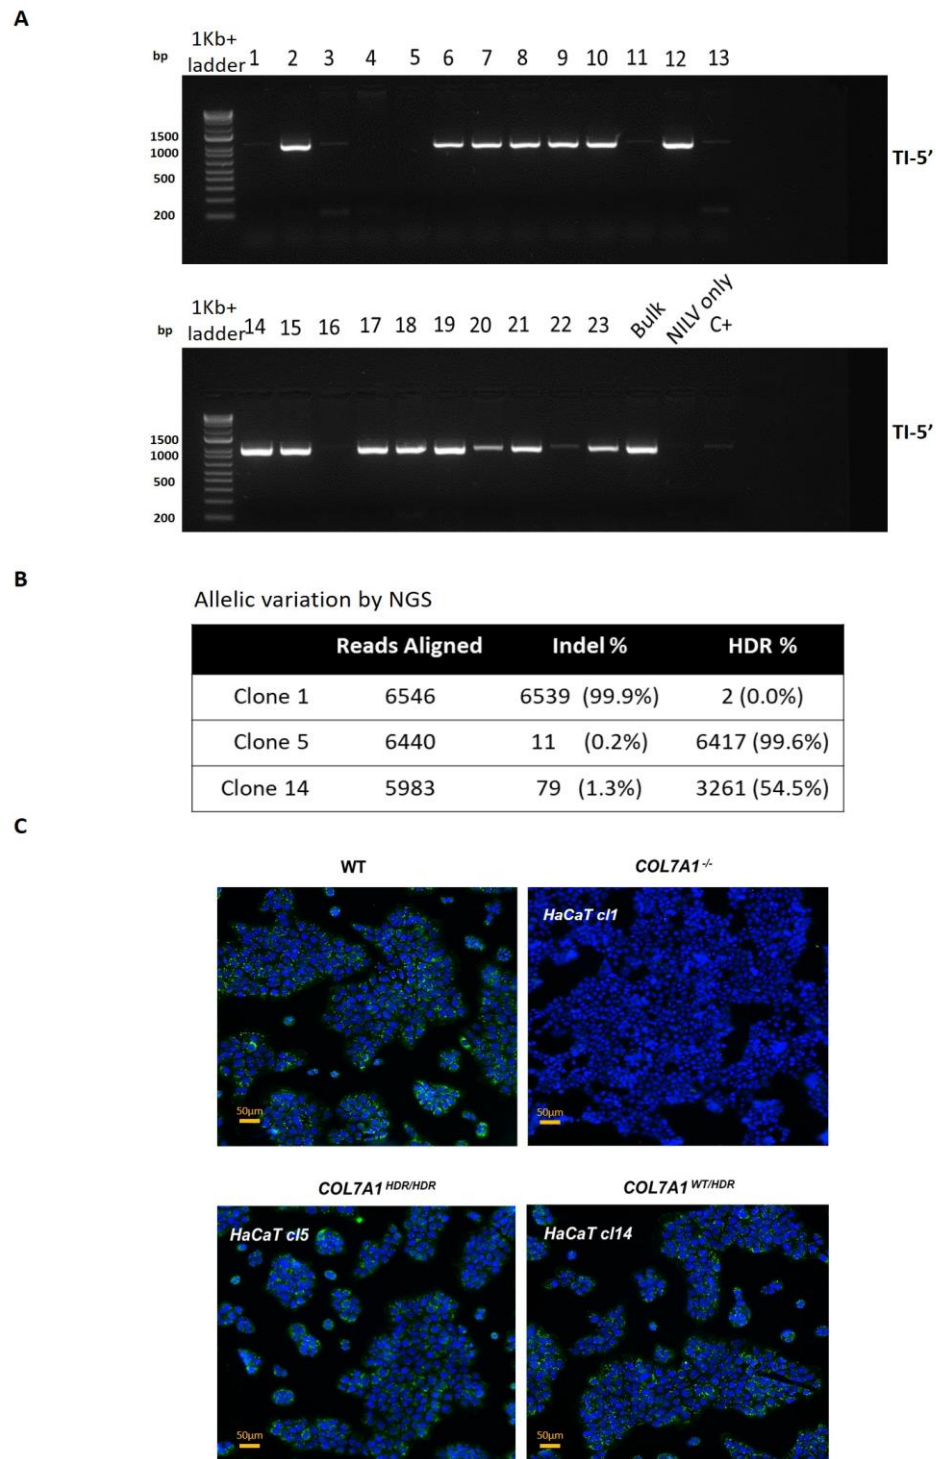 A
bp 1Kb+ ladder 1 2 3 4 5 6 7 8 9 10 11 12 13
1500
1000
500
200
TI-5’
bp 1Kb+ ladder 14 15 16 17 18 19 20 21 22 23 Bulk NILV only C+
1500
1000
500
200
TI-5’
B
Allelic variation by NGS
Reads Aligned Indel % HDR %
Clone 1 6546 6539 (99.9%) 2 (0.0%)
Clone 5 6440 11 (0.2%) 6417 (99.6%)
Clone 14 5983 79 (1.3%) 3261 (54.5%)
C
WT COL7A1 -/-
HaCaT cl1
50µm 50µm
COL7A1 HDR/HDR COL7A1 WT/HDR
HaCaT cl5 HaCaT cl14
50µm 50µm